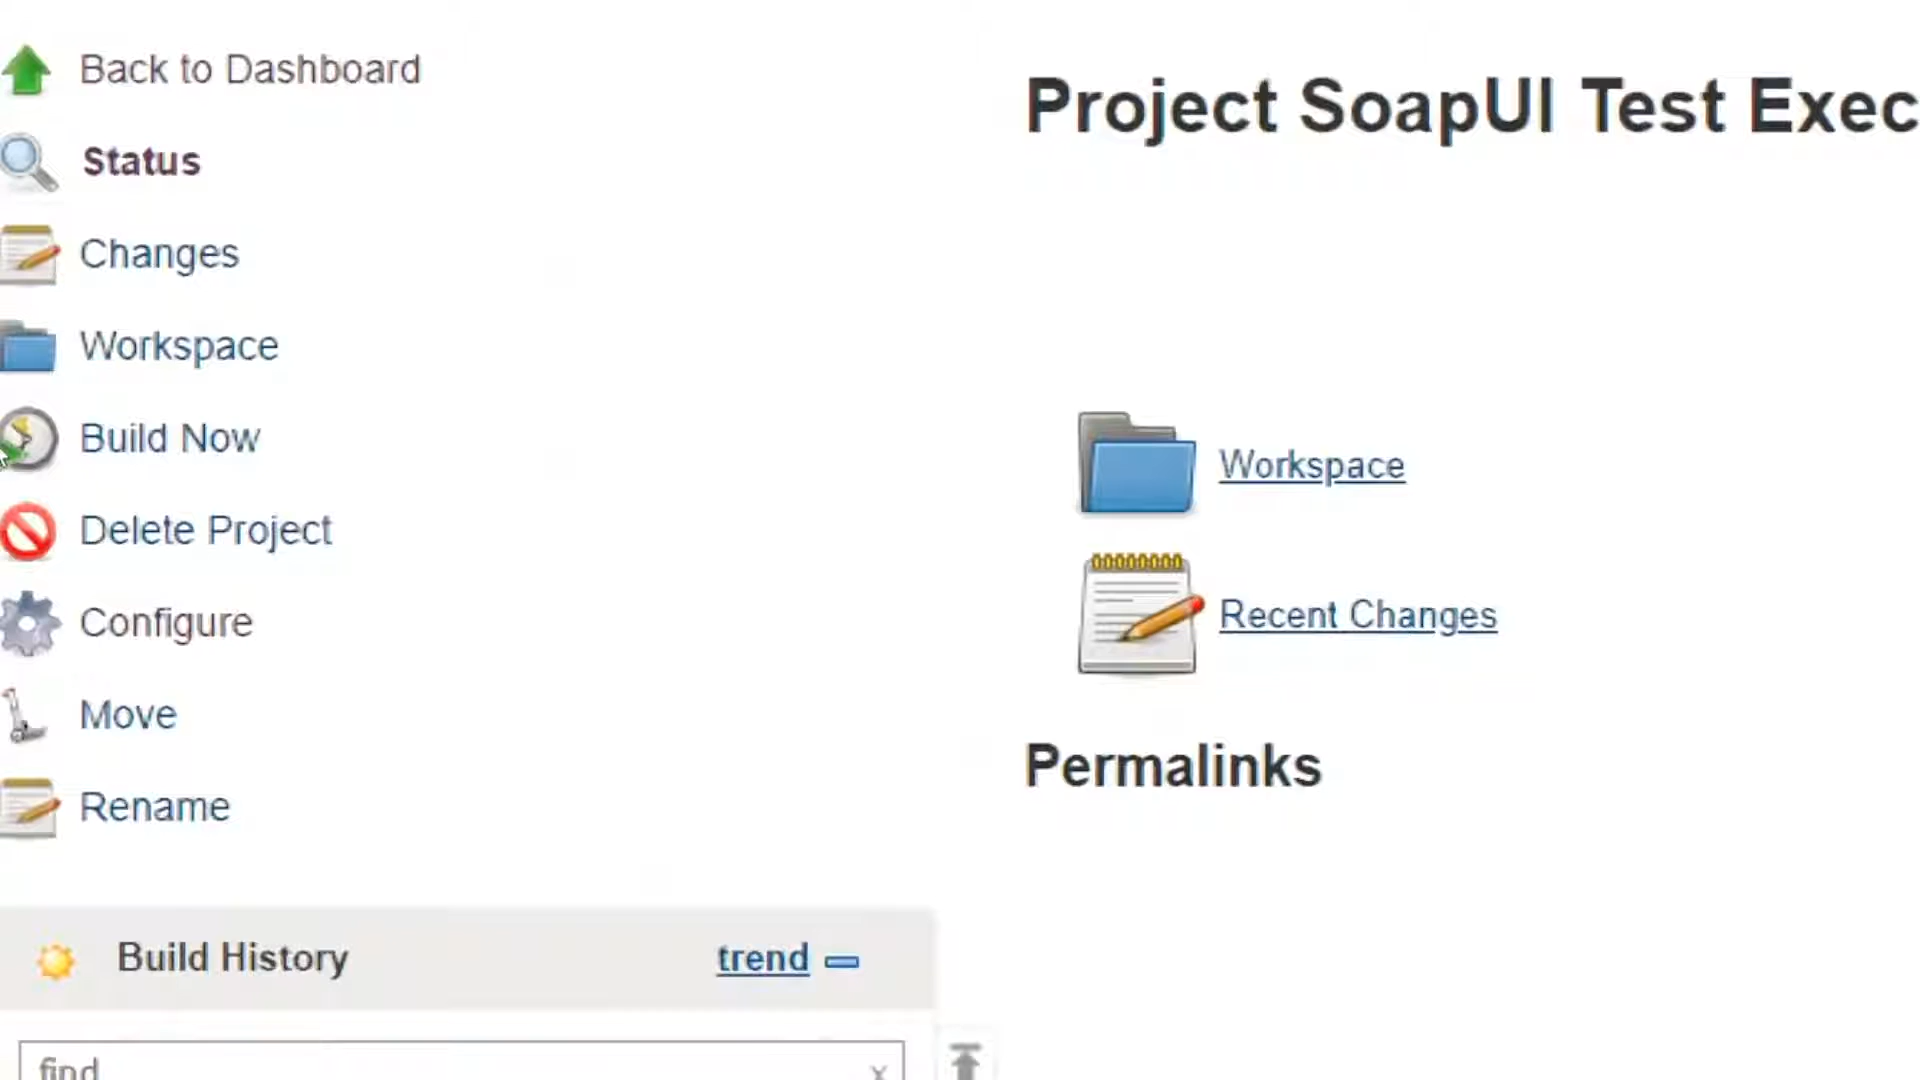 Back to Dashboard
Status
Changes
Workspace
Build Now
Delete Project
Configure
Move
Rename
Build History trend
find x
Project SoapUI Test Exec
Workspace
Recent Changes
Permalinks